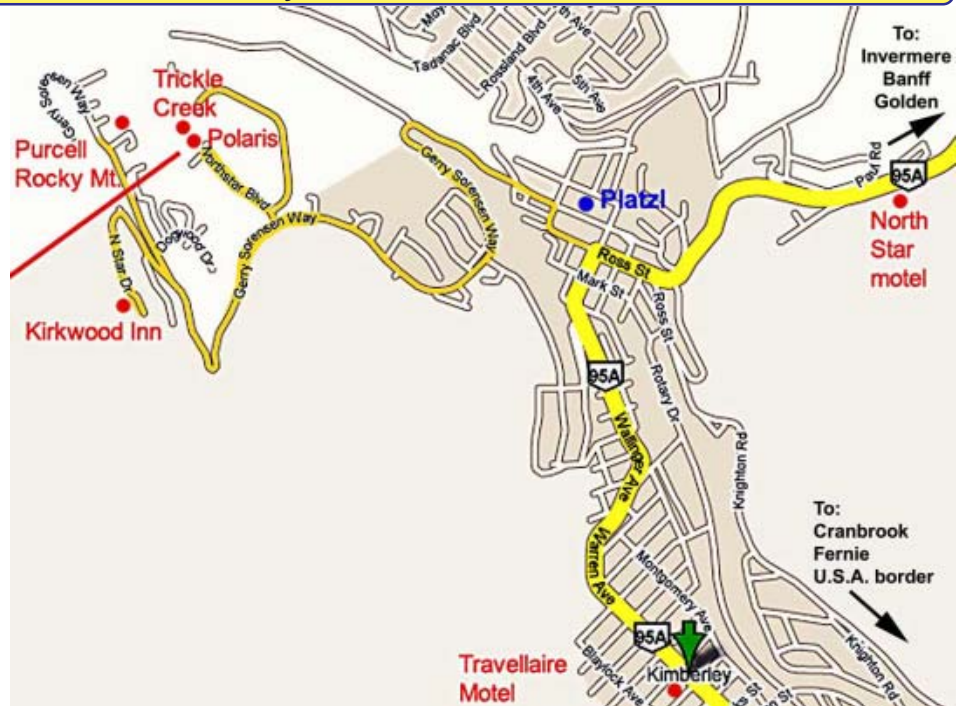 Moy
Tadanac Blvd
Rossland Blvd
4th Ave
5th Ave
To:
Invermere
Banff
Golden
Paul Rd
95A
North
Star
motel
Trickle
Creek
Polaris
Purcell
Rocky Mt.
Gerry Sorensen Way
Northstar Blvd
Dogwood Dr
N Star Dr
Kirkwood Inn
Gerry Sorensen Way
Gerry Sorensen Way
Platzl
Ross St
Mark St
Ross St
Rotary Dr
95A
Wallinger Ave
Knighton Rd
To:
Cranbrook
Fernie
U.S.A. border
Warren Ave
Montgomery Ave
95A
Kimberley
Blaylock Ave
Knighton Rd
Travellaire
Motel